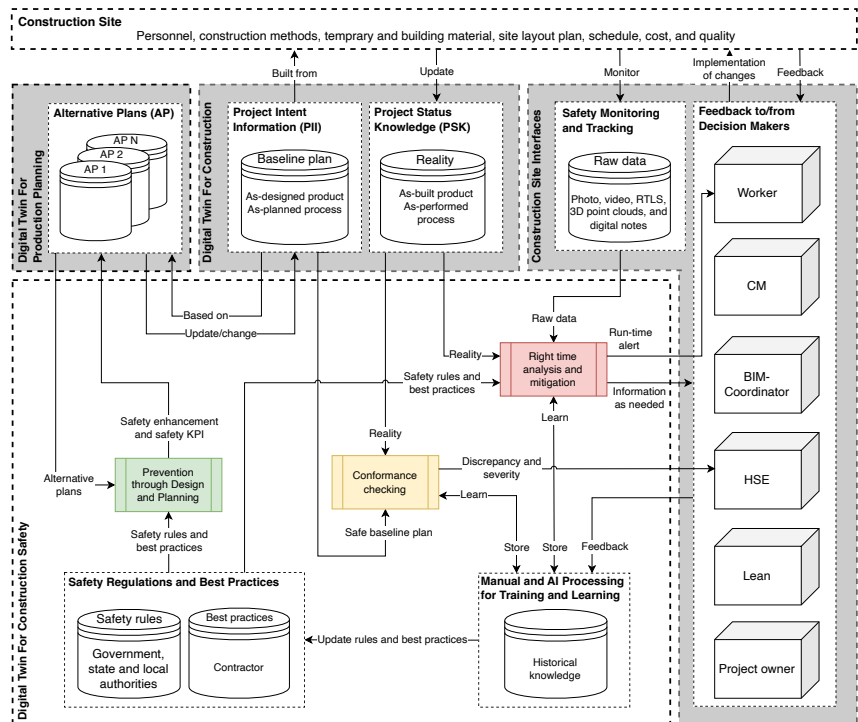 Construction Site
Personnel, construction methods, temprary and building material, site layout plan, schedule, cost, and quality
Built from
Update
Monitor
Implementation
of changes
Feedback
Digital Twin For
Production Planning
Alternative Plans (AP)
AP N
AP 2
AP 1
Digital Twin For Construction
Project Intent
Information (PII)
Baseline plan
As-designed product
As-planned process
Project Status
Knowledge (PSK)
Reality
As-built product
As-performed
process
Construction Site Interfaces
Safety Monitoring
and Tracking
Raw data
Photo, video, RTLS,
3D point clouds, and
digital notes
Feedback to/from
Decision Makers
Worker
CM
BIM-
Coordinator
HSE
Lean
Project owner
Based on
Update/change
Raw data
Run-time
alert
Reality
Right time
analysis and
mitigation
Safety rules and
best practices
Information
as needed
Learn
Safety enhancement
and safety KPI
Reality
Alternative
plans
Prevention
through Design
and Planning
Conformance
checking
Discrepancy and
severity
Learn
Safety rules and
best practices
Safe baseline plan
Store
Store
Feedback
Digital Twin For Construction Safety
Safety Regulations and Best Practices
Safety rules
Government,
state and local
authorities
Best practices
Contractor
Update rules and best practices
Manual and AI Processing
for Training and Learning
Historical
knowledge